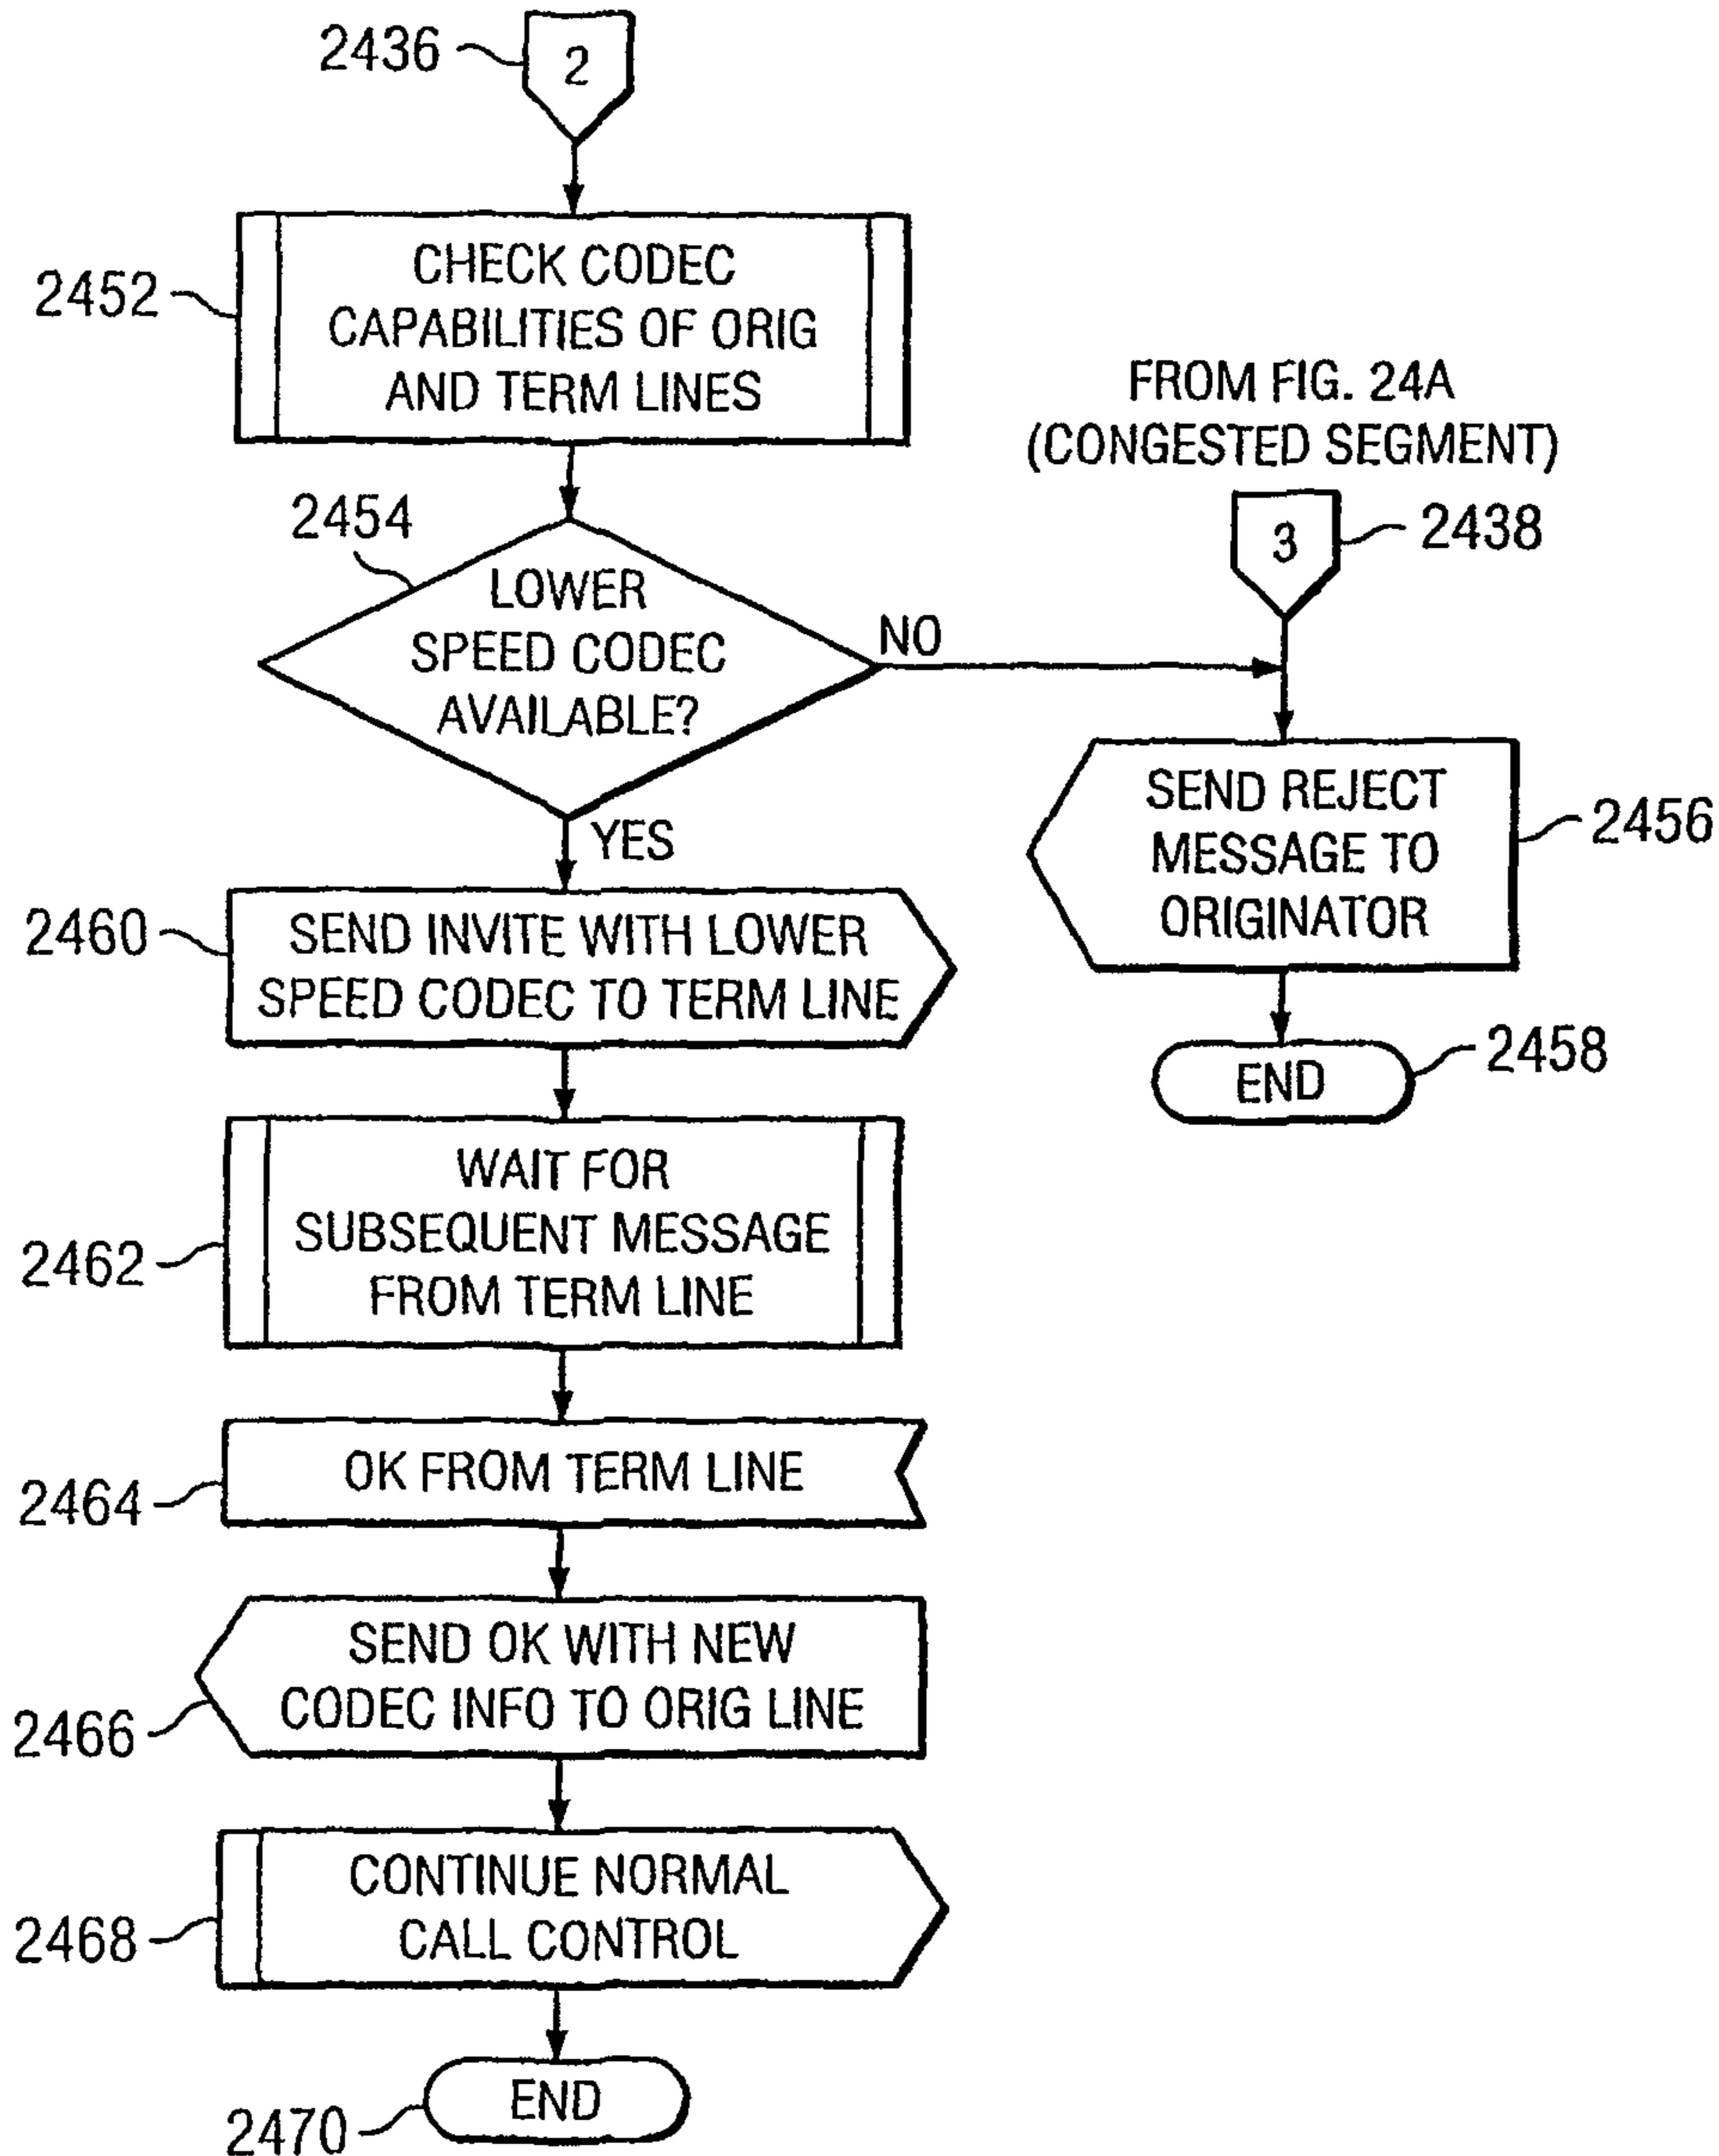 2436
2
2452
CHECK CODEC
CAPABILITIES OF ORIG
AND TERM LINES
FROM FIG. 24A
(CONGESTED SEGMENT)
2454
LOWER
SPEED CODEC
AVAILABLE?
NO
YES
3
2438
SEND REJECT
MESSAGE TO
ORIGINATOR
2456
END
2458
2460
SEND INVITE WITH LOWER
SPEED CODEC TO TERM LINE
2462
WAIT FOR
SUBSEQUENT MESSAGE
FROM TERM LINE
2464
OK FROM TERM LINE
2466
SEND OK WITH NEW
CODEC INFO TO ORIG LINE
2468
CONTINUE NORMAL
CALL CONTROL
2470
END